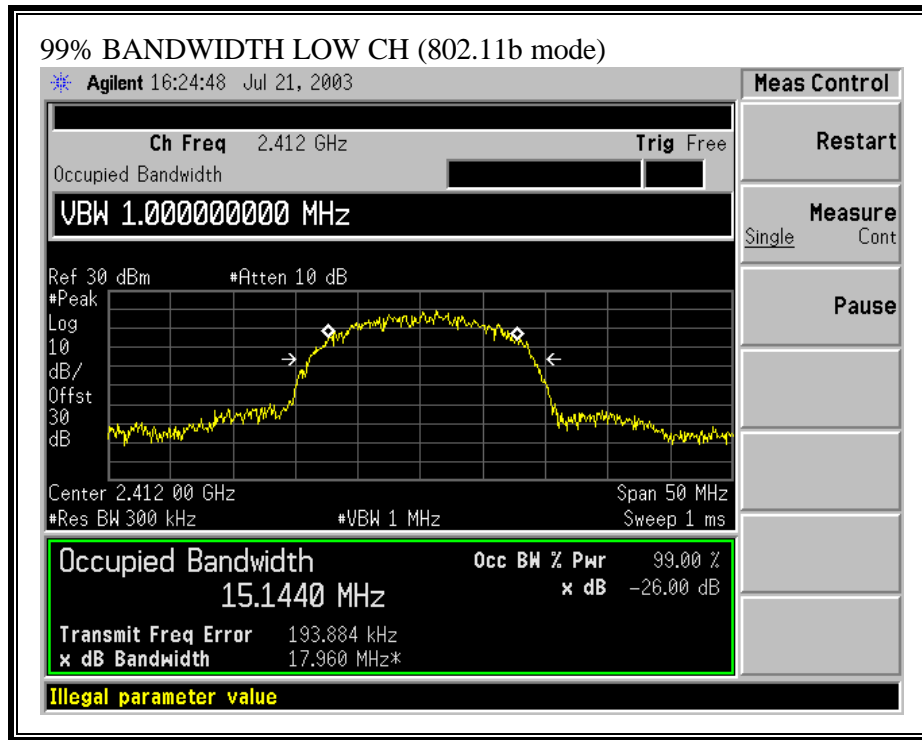 99% BANDWIDTH LOW CH (802.11b mode)
Agilent 16:24:48 Jul 21, 2003
Meas Control
Ch Freq 2.412 GHz
Trig Free
Occupied Bandwidth
VBW 1.000000000 MHz
Restart
Measure
Single Cont
Pause
Ref 30 dBm #Atten 10 dB
#Peak
Log
10
dB/
Offst
30
dB
Center 2.412 00 GHz Span 50 MHz
#Res BW 300 kHz #VBW 1 MHz Sweep 1 ms
Occupied Bandwidth
15.1440 MHz
Occ BW % Pwr 99.00 %
x dB -26.00 dB
Transmit Freq Error 193.884 kHz
x dB Bandwidth 17.960 MHz*
Illegal parameter value